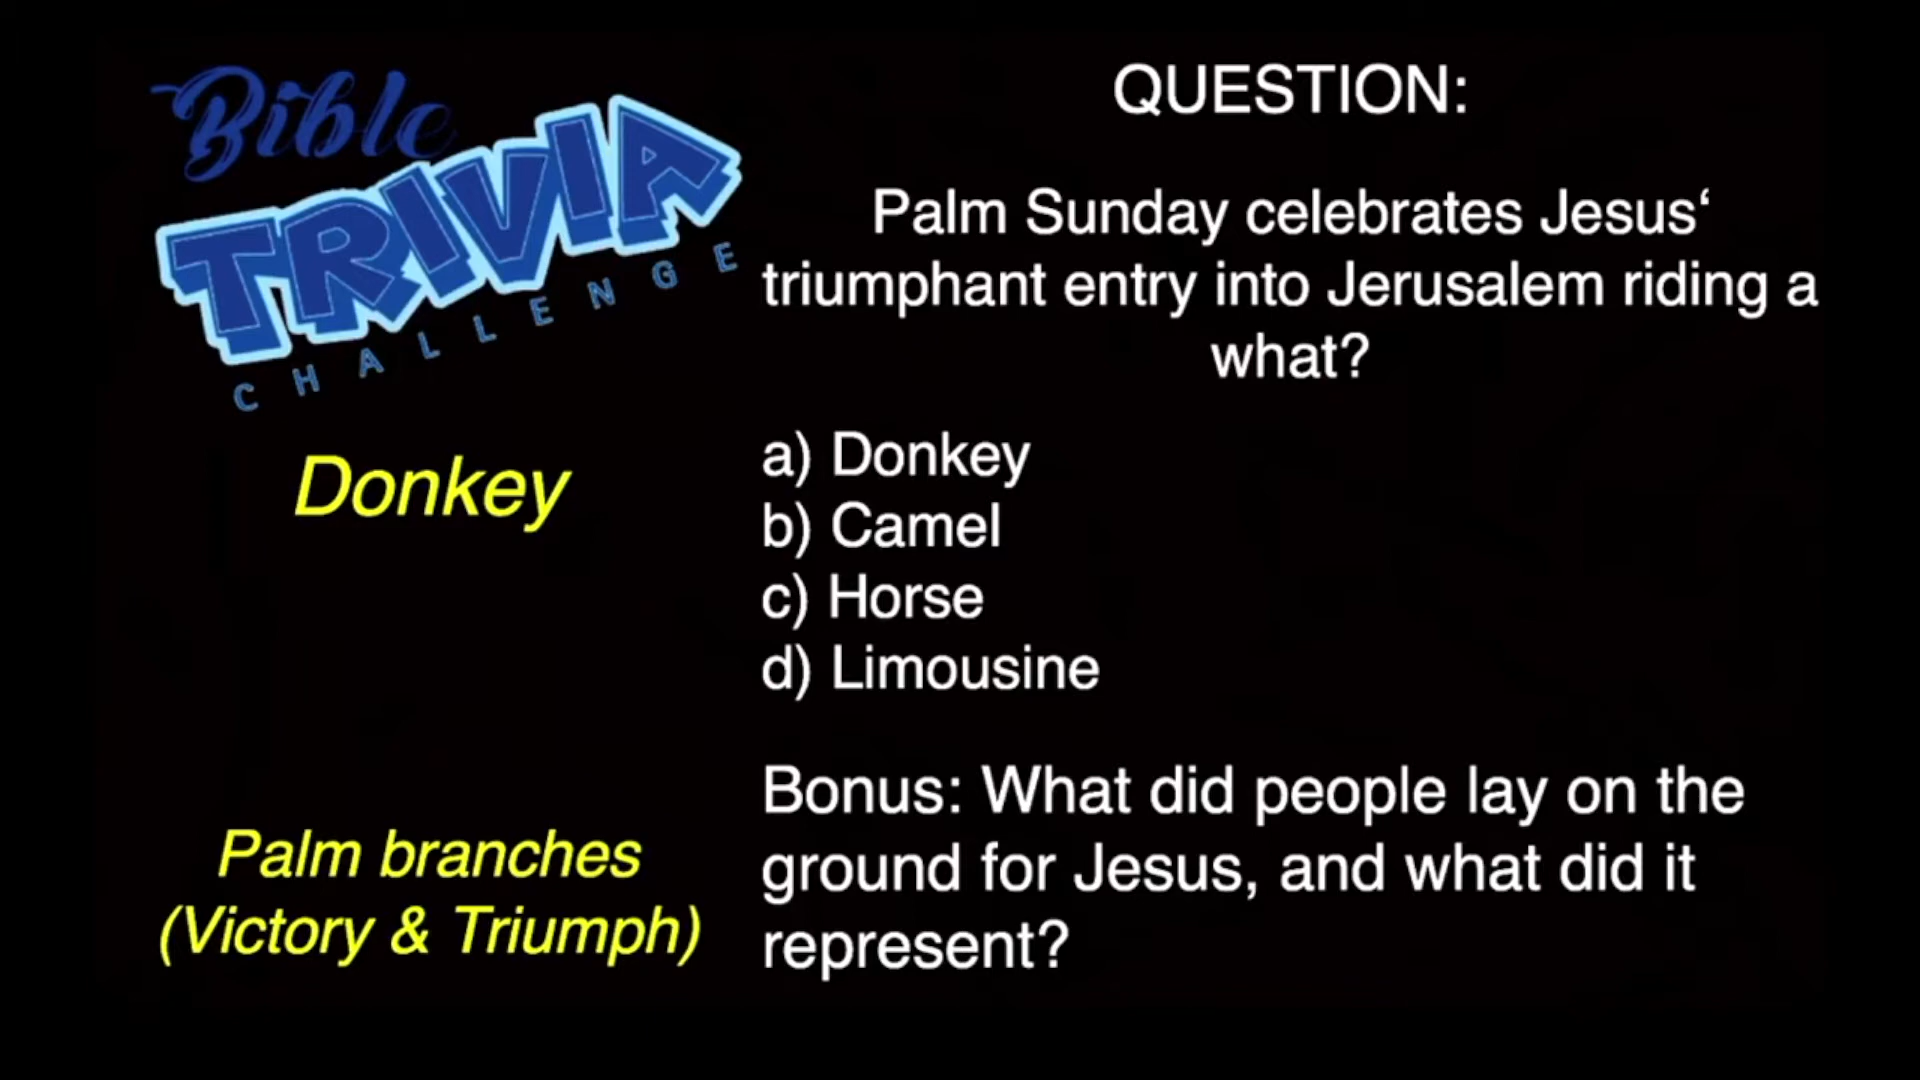 Bible
TRIVIA
CHALLENGE
QUESTION:
Palm Sunday celebrates Jesus‘
triumphant entry into Jerusalem riding a
what?
a) Donkey
b) Camel
c) Horse
d) Limousine
Donkey
Bonus: What did people lay on the
ground for Jesus, and what did it
represent?
Palm branches
(Victory & Triumph)